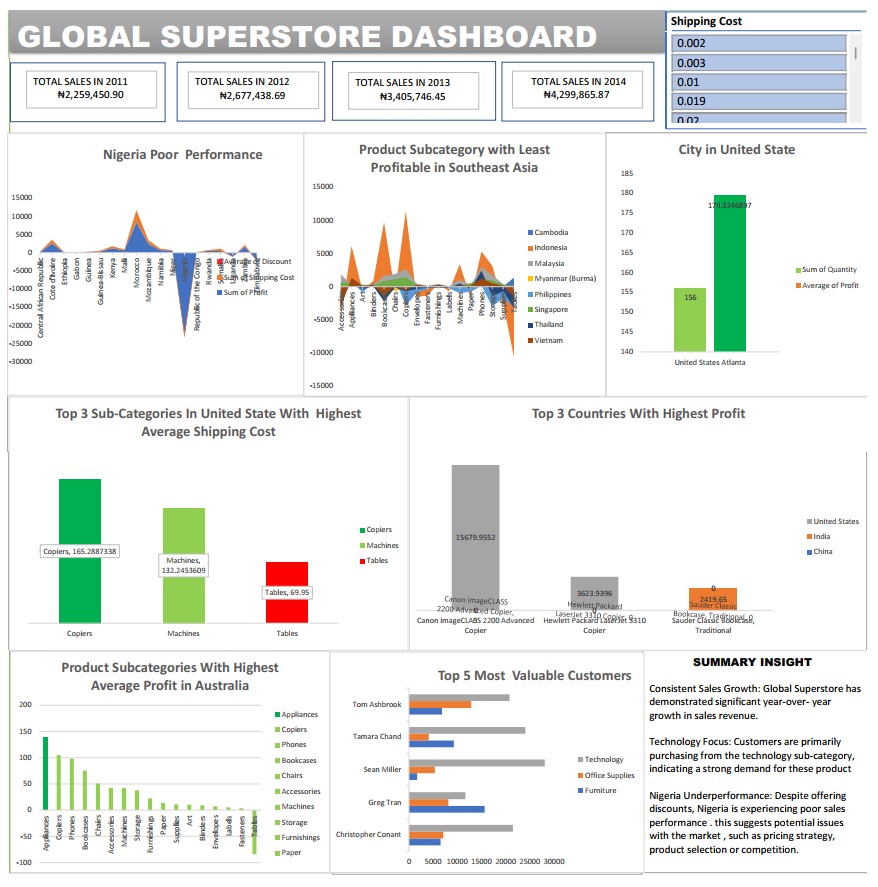 GLOBAL SUPERSTORE DASHBOARD
Shipping Cost
0.002
0.003
0.01
0.019
0.02
TOTAL SALES IN 2011
₦2,259,450.90
TOTAL SALES IN 2012
₦2,677,438.69
TOTAL SALES IN 2013
₦3,405,746.45
TOTAL SALES IN 2014
₦4,299,865.87
Nigeria Poor Performance
15000
10000
5000
0
-5000
-10000
-15000
-20000
-25000
-30000
Central African Republic
Cote d'Ivoire
Ethiopia
Gabon
Guinea
Guinea-Bissau
Kenya
Mali
Morocco
Mozambique
Namibia
Niger
Republic of the Congo
Rwanda
Somalia
Uganda
Zimbabwe
Average of Discount
Sum of Shipping Cost
Sum of Profit
Product Subcategory with Least
Profitable in Southeast Asia
15000
10000
5000
0
-5000
-10000
-15000
Accessories
Appliances
Art
Binders
Bookcases
Chairs
Copiers
Envelopes
Fasteners
Furnishings
Labels
Machines
Paper
Phones
Storage
Supplies
Tables
Cambodia
Indonesia
Malaysia
Myanmar (Burma)
Philippines
Singapore
Thailand
Vietnam
City in United State
185
180
175
170
165
160
155
150
145
140
156
179.3246897
United States Atlanta
Sum of Quantity
Average of Profit
Top 3 Sub-Categories In United State With Highest
Average Shipping Cost
Copiers, 165.2887338
Machines,
132.2453609
Tables, 69.95
Copiers
Machines
Tables
Copiers
Machines
Tables
Top 3 Countries With Highest Profit
15679.9552
3623.9396
0
2419.65
Canon imageCLASS
2200 Advanced Copier,
0
Hewlett Packard
LaserJet 3310 Copier, 0
Sauder Classic
Bookcase, Traditional, 0
Canon imageCLASS 2200 Advanced
Copier
Hewlett Packard LaserJet 3310
Copier
Sauder Classic Bookcase,
Traditional
United States
India
China
Product Subcategories With Highest
Average Profit in Australia
200
150
100
50
0
-50
-100
Appliances
Copiers
Phones
Bookcases
Chairs
Accessories
Machines
Storage
Furnishings
Paper
Supplies
Art
Binders
Envelopes
Labels
Fasteners
Tables
Appliances
Copiers
Phones
Bookcases
Chairs
Accessories
Machines
Storage
Furnishings
Paper
Top 5 Most Valuable Customers
Tom Ashbrook
Tamara Chand
Sean Miller
Greg Tran
Christopher Conant
0 5000 10000 15000 20000 25000 30000
Technology
Office Supplies
Furniture
SUMMARY INSIGHT
Consistent Sales Growth: Global Superstore has
demonstrated significant year-over- year
growth in sales revenue.
Technology Focus: Customers are primarily
purchasing from the technology sub-category,
indicating a strong demand for these product
Nigeria Underperformance: Despite offering
discounts, Nigeria is experiencing poor sales
performance . this suggests potential issues
with the market , such as pricing strategy,
product selection or competition.